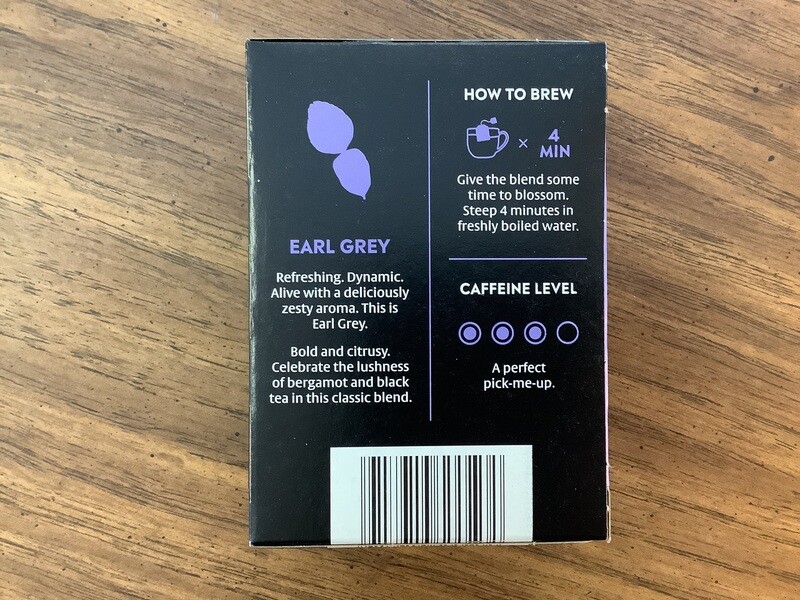 EARL GREY
Refreshing. Dynamic.
Alive with a deliciously
zesty aroma. This is
Earl Grey.
Bold and citrusy.
Celebrate the lushness
of bergamot and black
tea in this classic blend.
HOW TO BREW
× 4
MIN
Give the blend some
time to blossom.
Steep 4 minutes in
freshly boiled water.
CAFFEINE LEVEL
A perfect
pick-me-up.